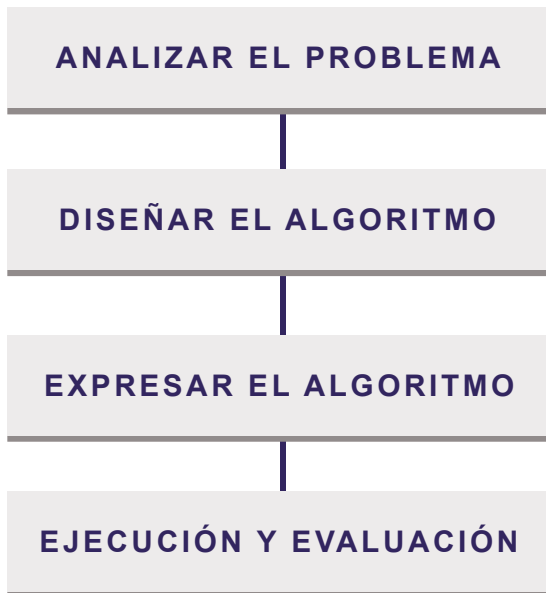 ANALIZAR EL PROBLEMA
DISEÑAR EL ALGORITMO
EXPRESAR EL ALGORITMO
EJECUCIÓN Y EVALUACIÓN